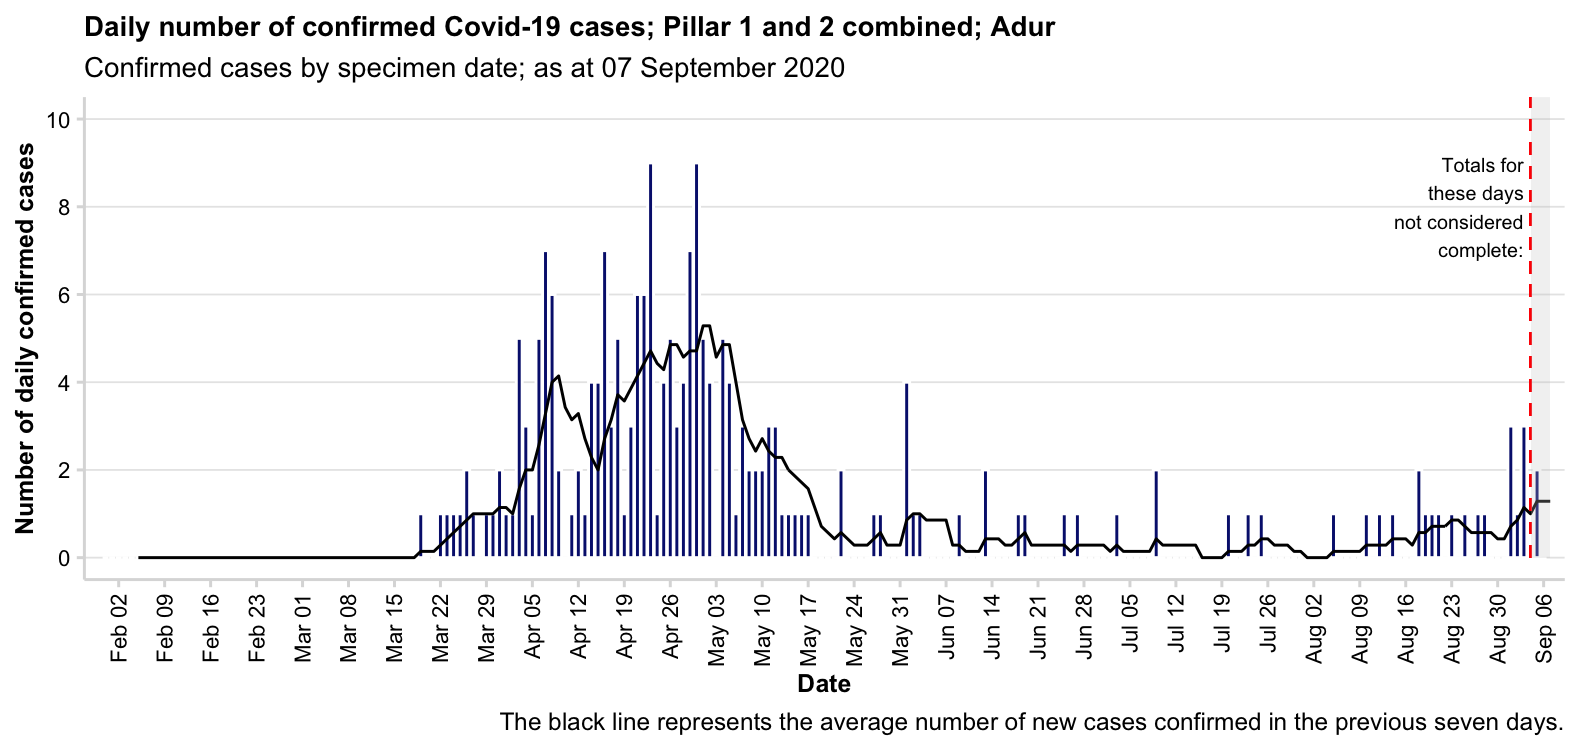 Daily number of confirmed Covid-19 cases; Pillar 1 and 2 combined; Adur
Confirmed cases by specimen date; as at 07 September 2020
Number of daily confirmed cases
10
8
6
4
2
0
Totals for
these days
not considered
complete:
Feb 02
Feb 09
Feb 16
Feb 23
Mar 01
Mar 08
Mar 15
Mar 22
Mar 29
Apr 05
Apr 12
Apr 19
Apr 26
May 03
May 10
May 17
May 24
May 31
Jun 07
Jun 14
Jun 21
Jun 28
Jul 05
Jul 12
Jul 19
Jul 26
Aug 02
Aug 09
Aug 16
Aug 23
Aug 30
Sep 06
Date
The black line represents the average number of new cases confirmed in the previous seven days.